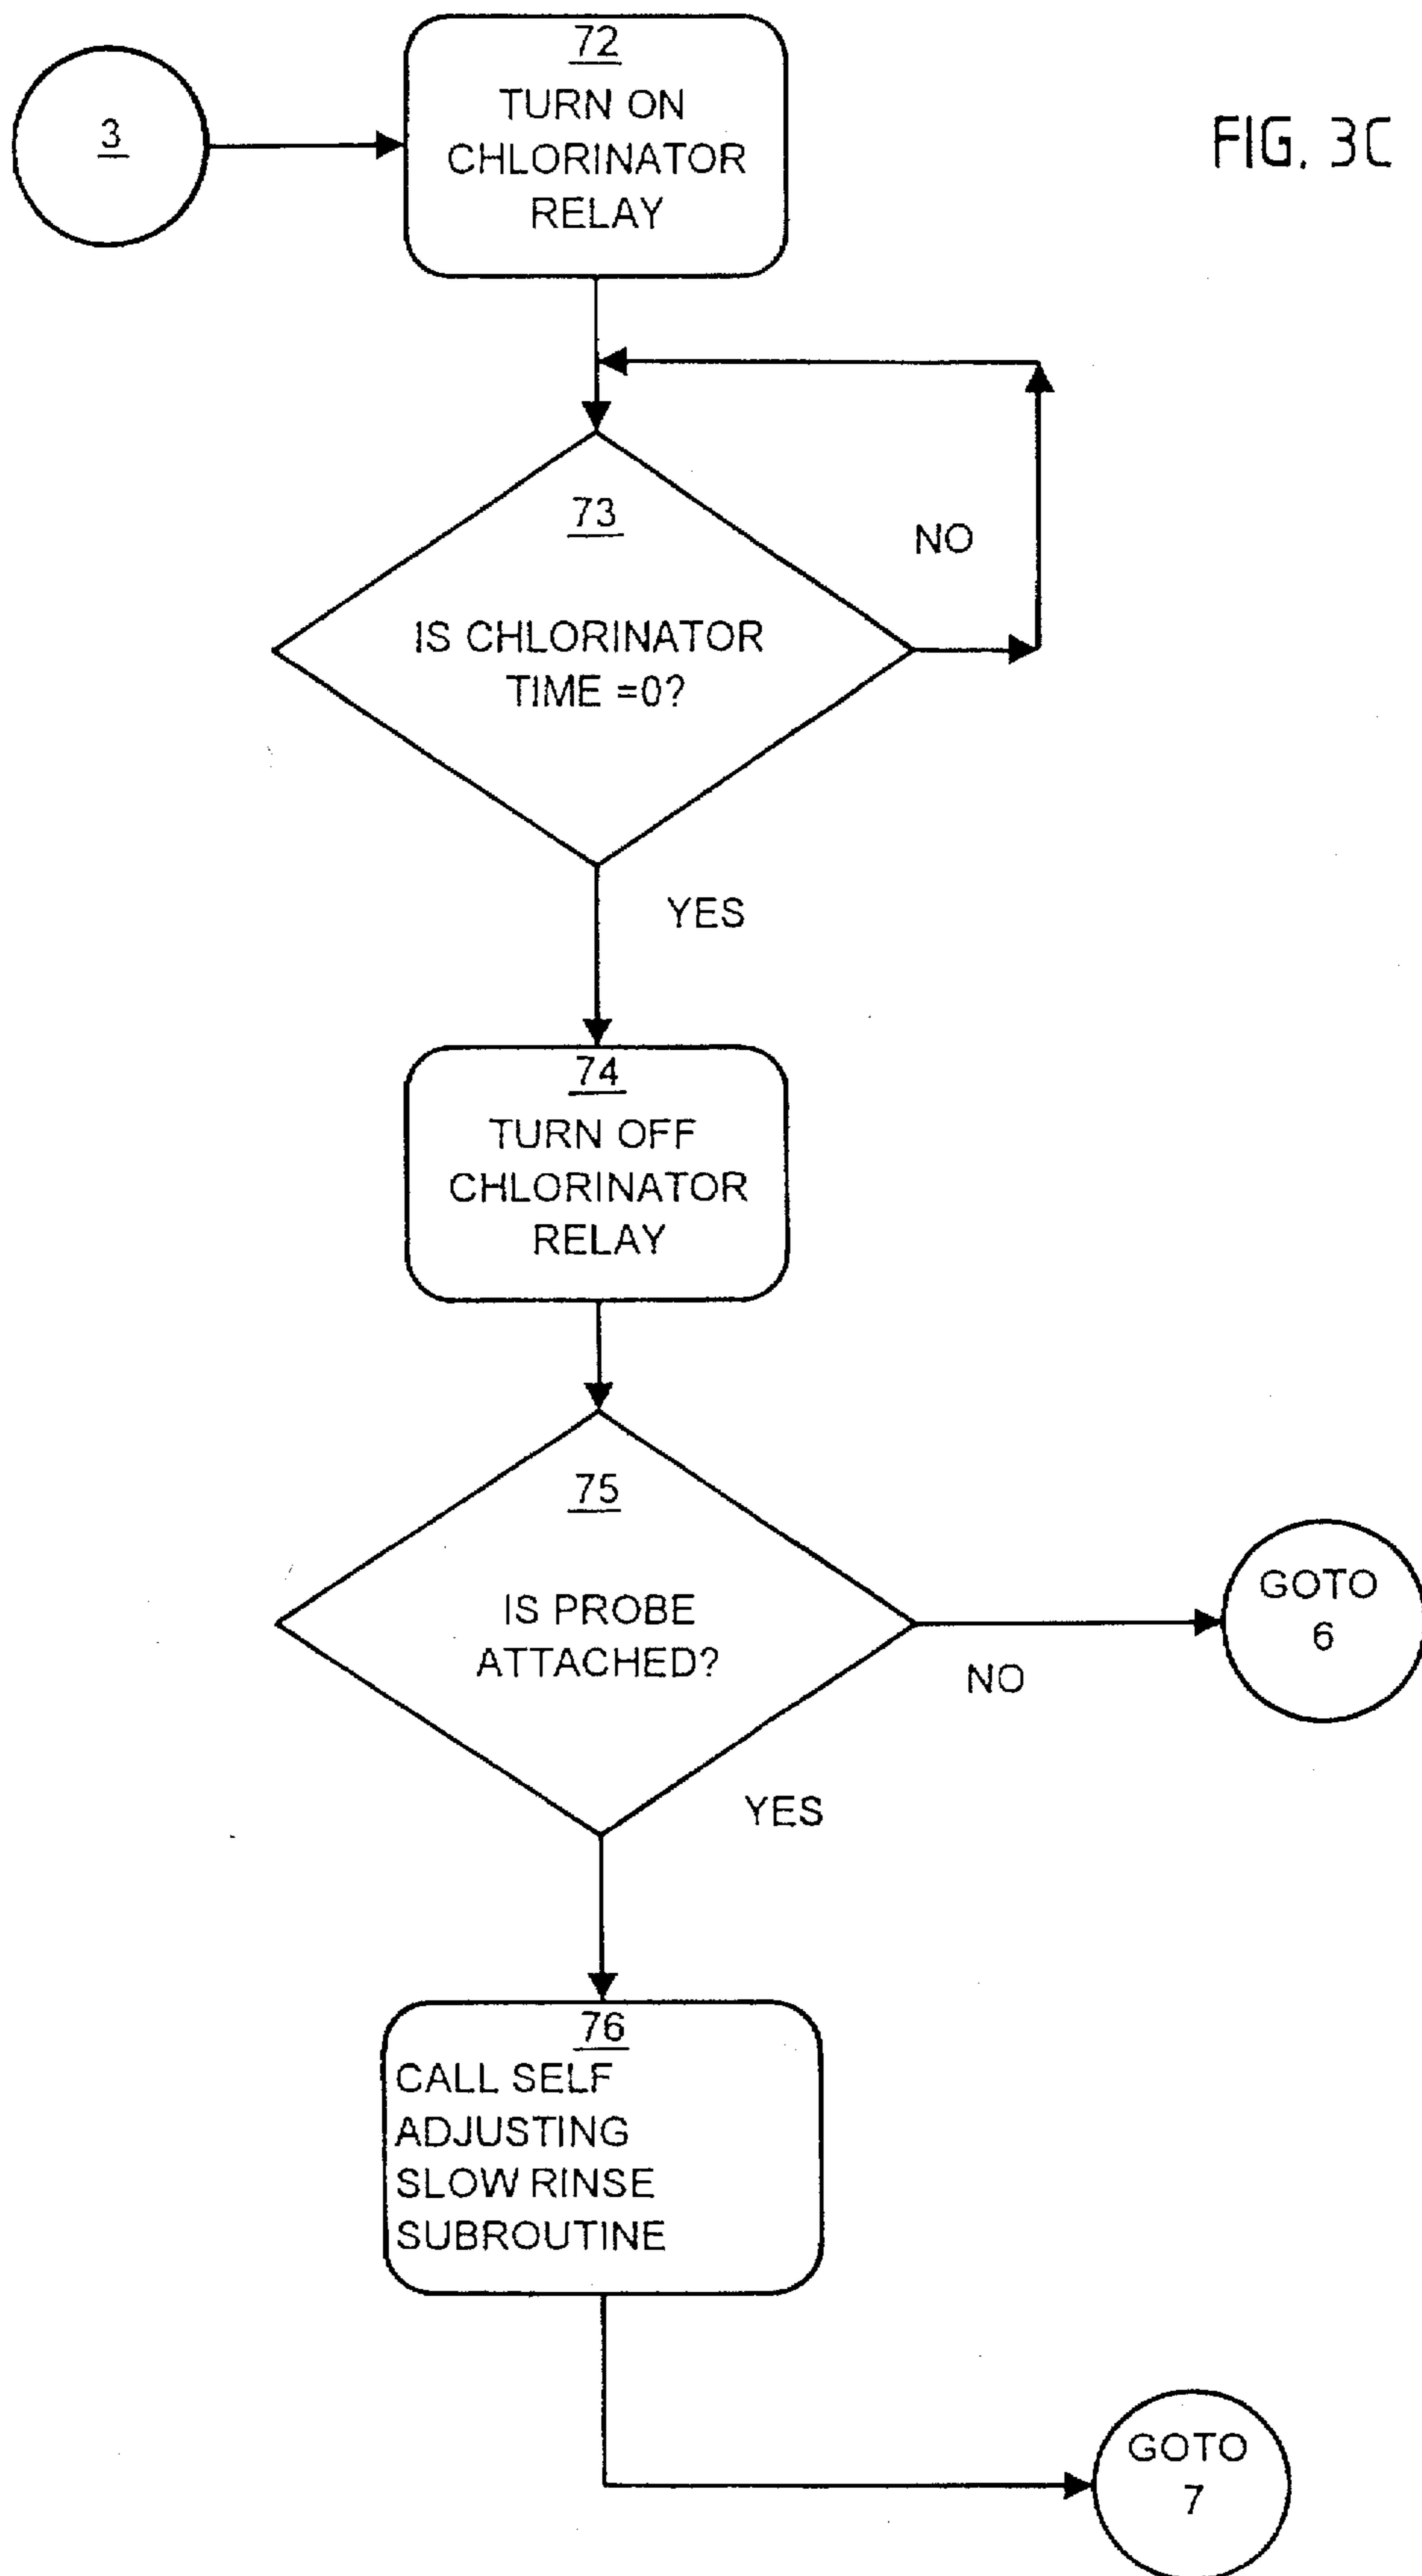 72
TURN ON
CHLORINATOR
RELAY
3
FIG. 3C
73
NO
IS CHLORINATOR
TIME =0?
YES
74
TURN OFF
CHLORINATOR
RELAY
75
IS PROBE
ATTACHED?
GOTO
6
NO
YES
76
CALL SELF
ADJUSTING
SLOW RINSE
SUBROUTINE
GOTO
7